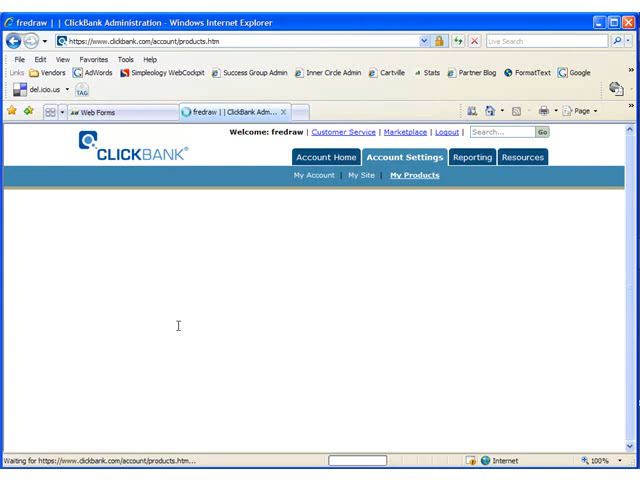 fredraw | | ClickBank Administration - Windows Internet Explorer
https://www.clickbank.com/account/products.htm
Live Search
File Edit View Favorites Tools Help
Links Vendors AdWords Simpleology WebCockpit Success Group Admin Inner Circle Admin Cartville Stats Partner Blog FormatText Google
del.icio.us TAG
Web Forms
fredraw | | ClickBank Adm...
Page
Welcome: fredraw | Customer Service | Marketplace | Logout | Search... Go
CLICKBANK®
Account Home Account Settings Reporting Resources
My Account | My Site | My Products
Waiting for https://www.clickbank.com/account/products.htm...
Internet
100%